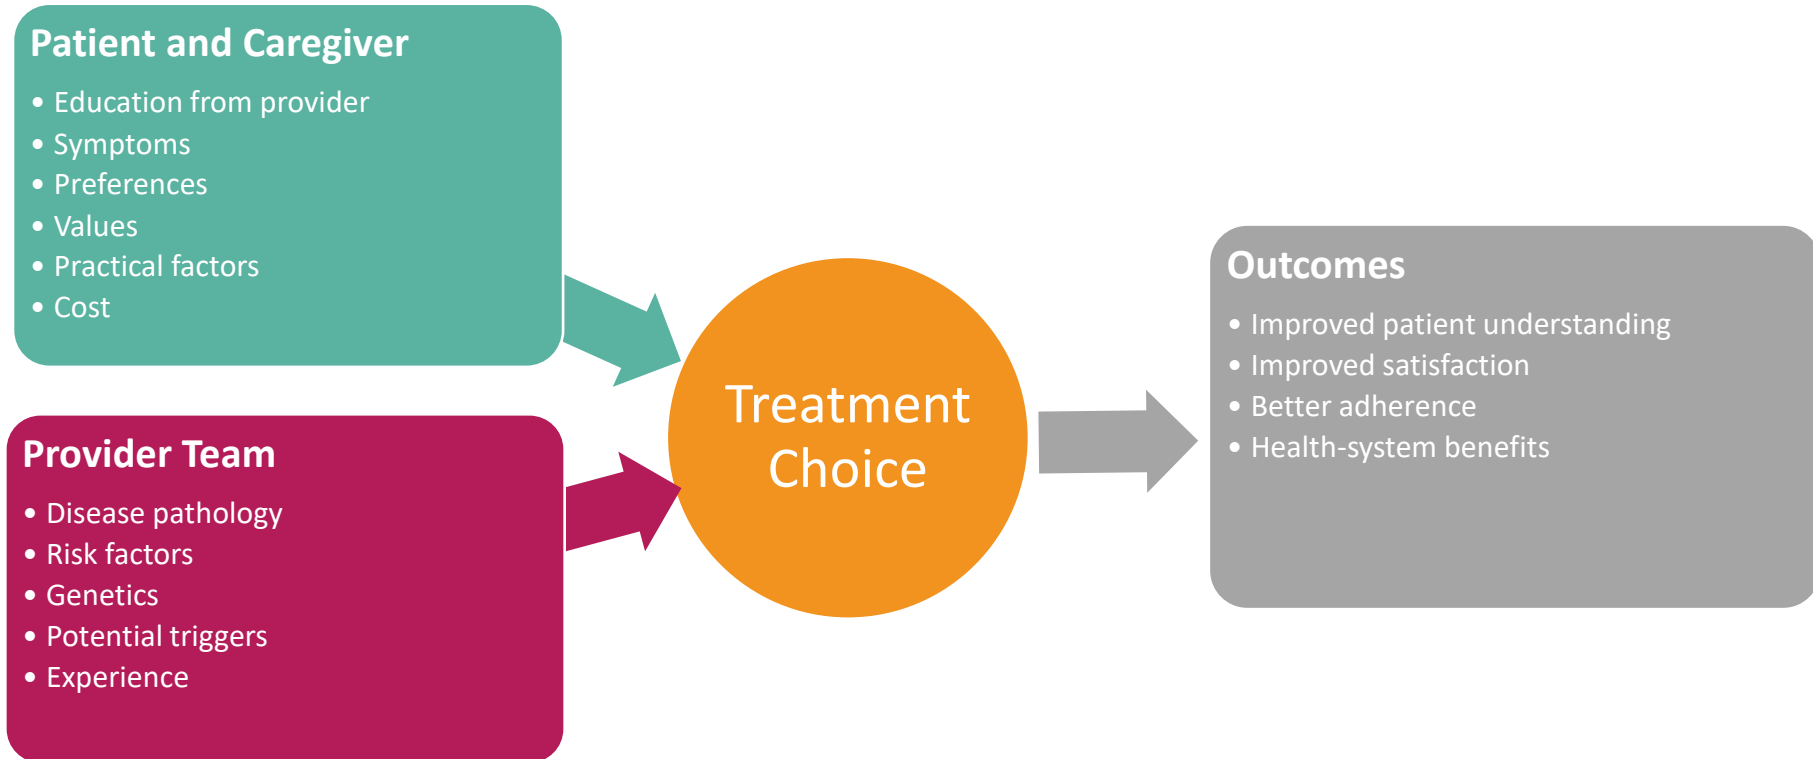 Patient and Caregiver
• Education from provider
• Symptoms
• Preferences
• Values
• Practical factors
• Cost
Provider Team
• Disease pathology
• Risk factors
• Genetics
• Potential triggers
• Experience
Treatment
Choice
Outcomes
• Improved patient understanding
• Improved satisfaction
• Better adherence
• Health-system benefits